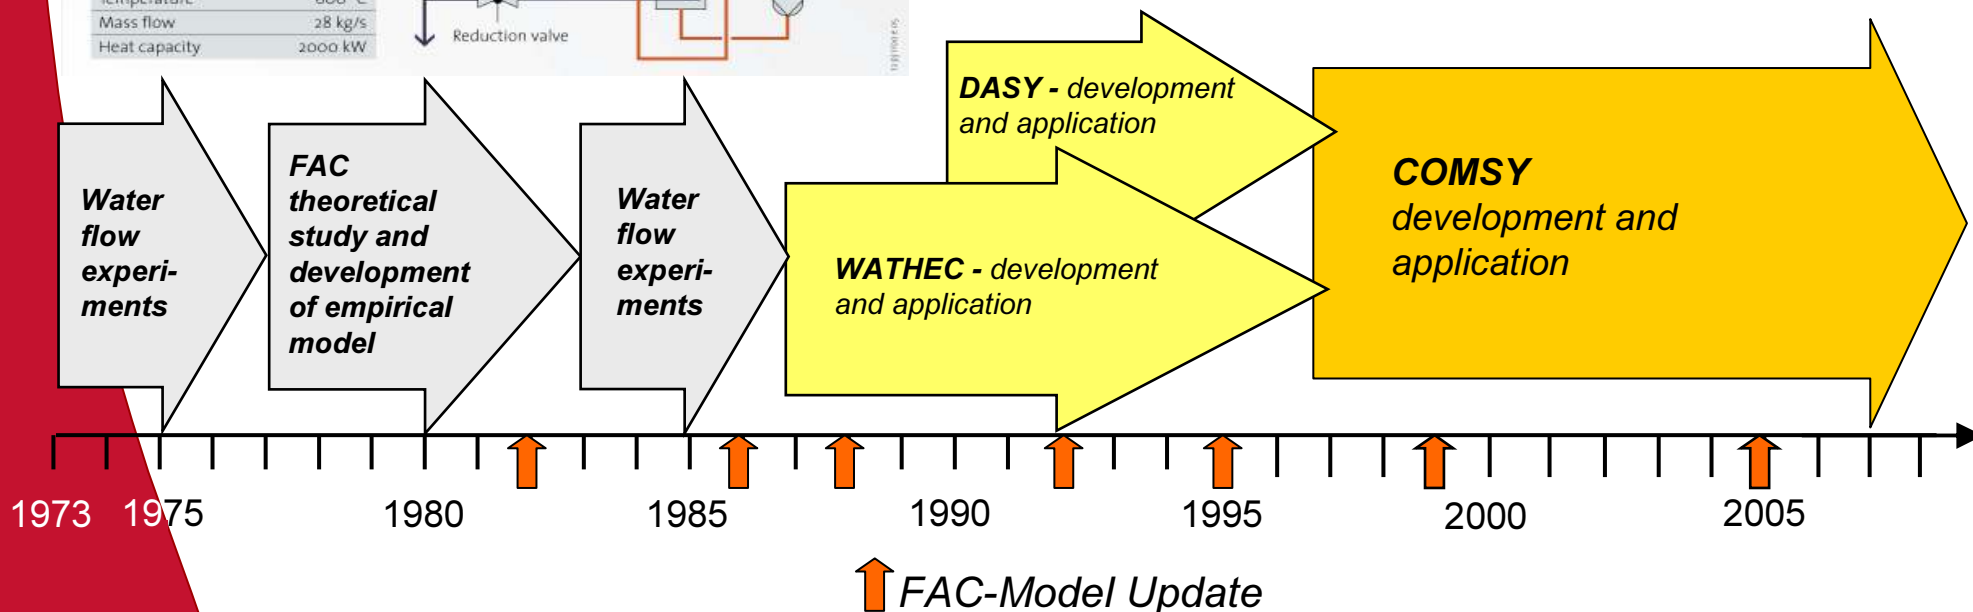 Temperature 600 °C
Mass flow 28 kg/s
Heat capacity 2000 kW
Reduction valve
DASY - development
and application
FAC
theoretical
study and
development
of empirical
model
Water
flow
experi-
ments
Water
flow
experi-
ments
WATHEC - development
and application
COMSY
development and
application
1973 1975 1980 1985 1990 1995 2000 2005
FAC-Model Update